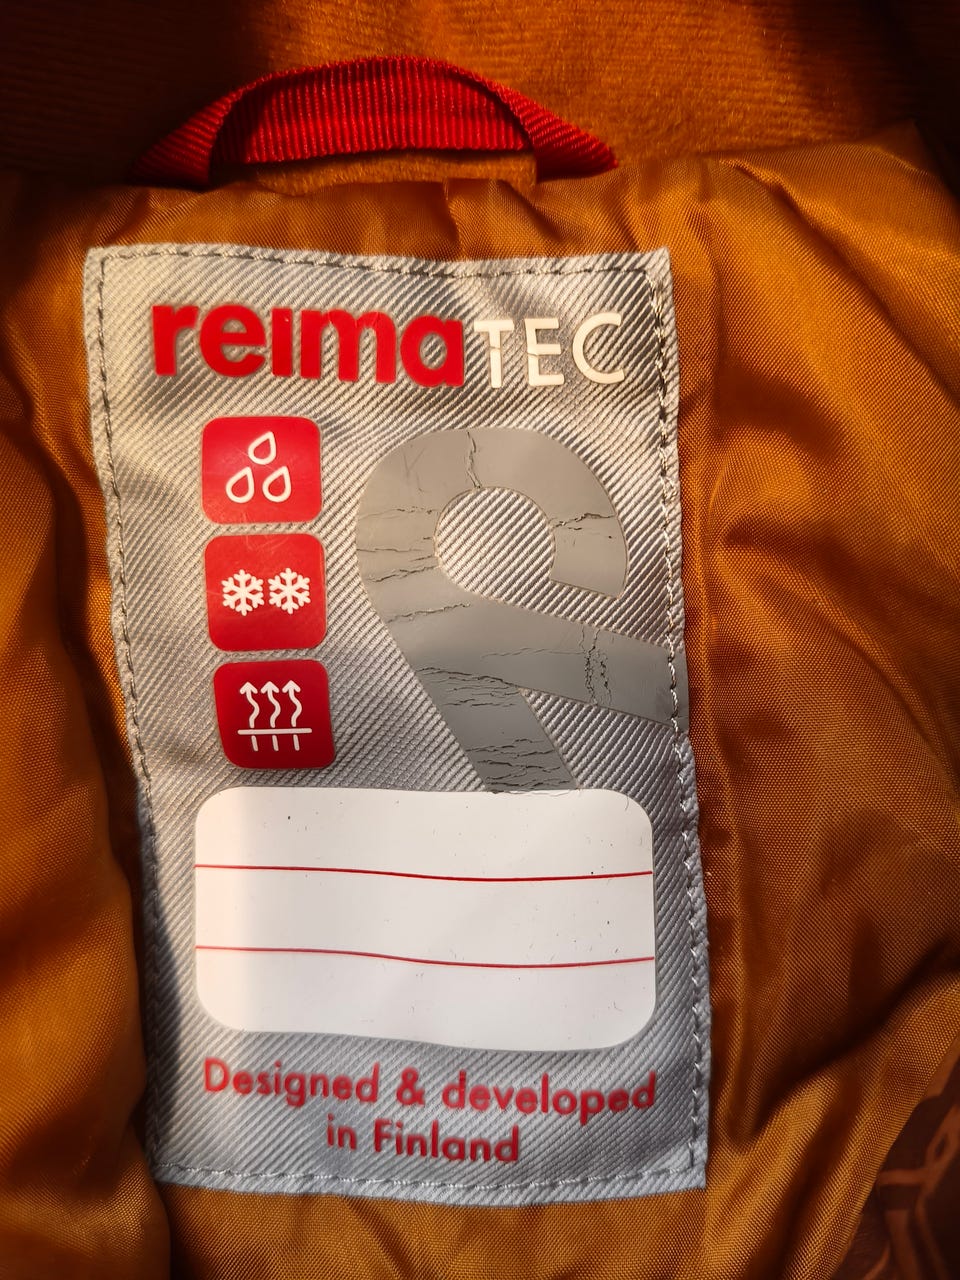 reimaTEC
Designed & developed
in Finland